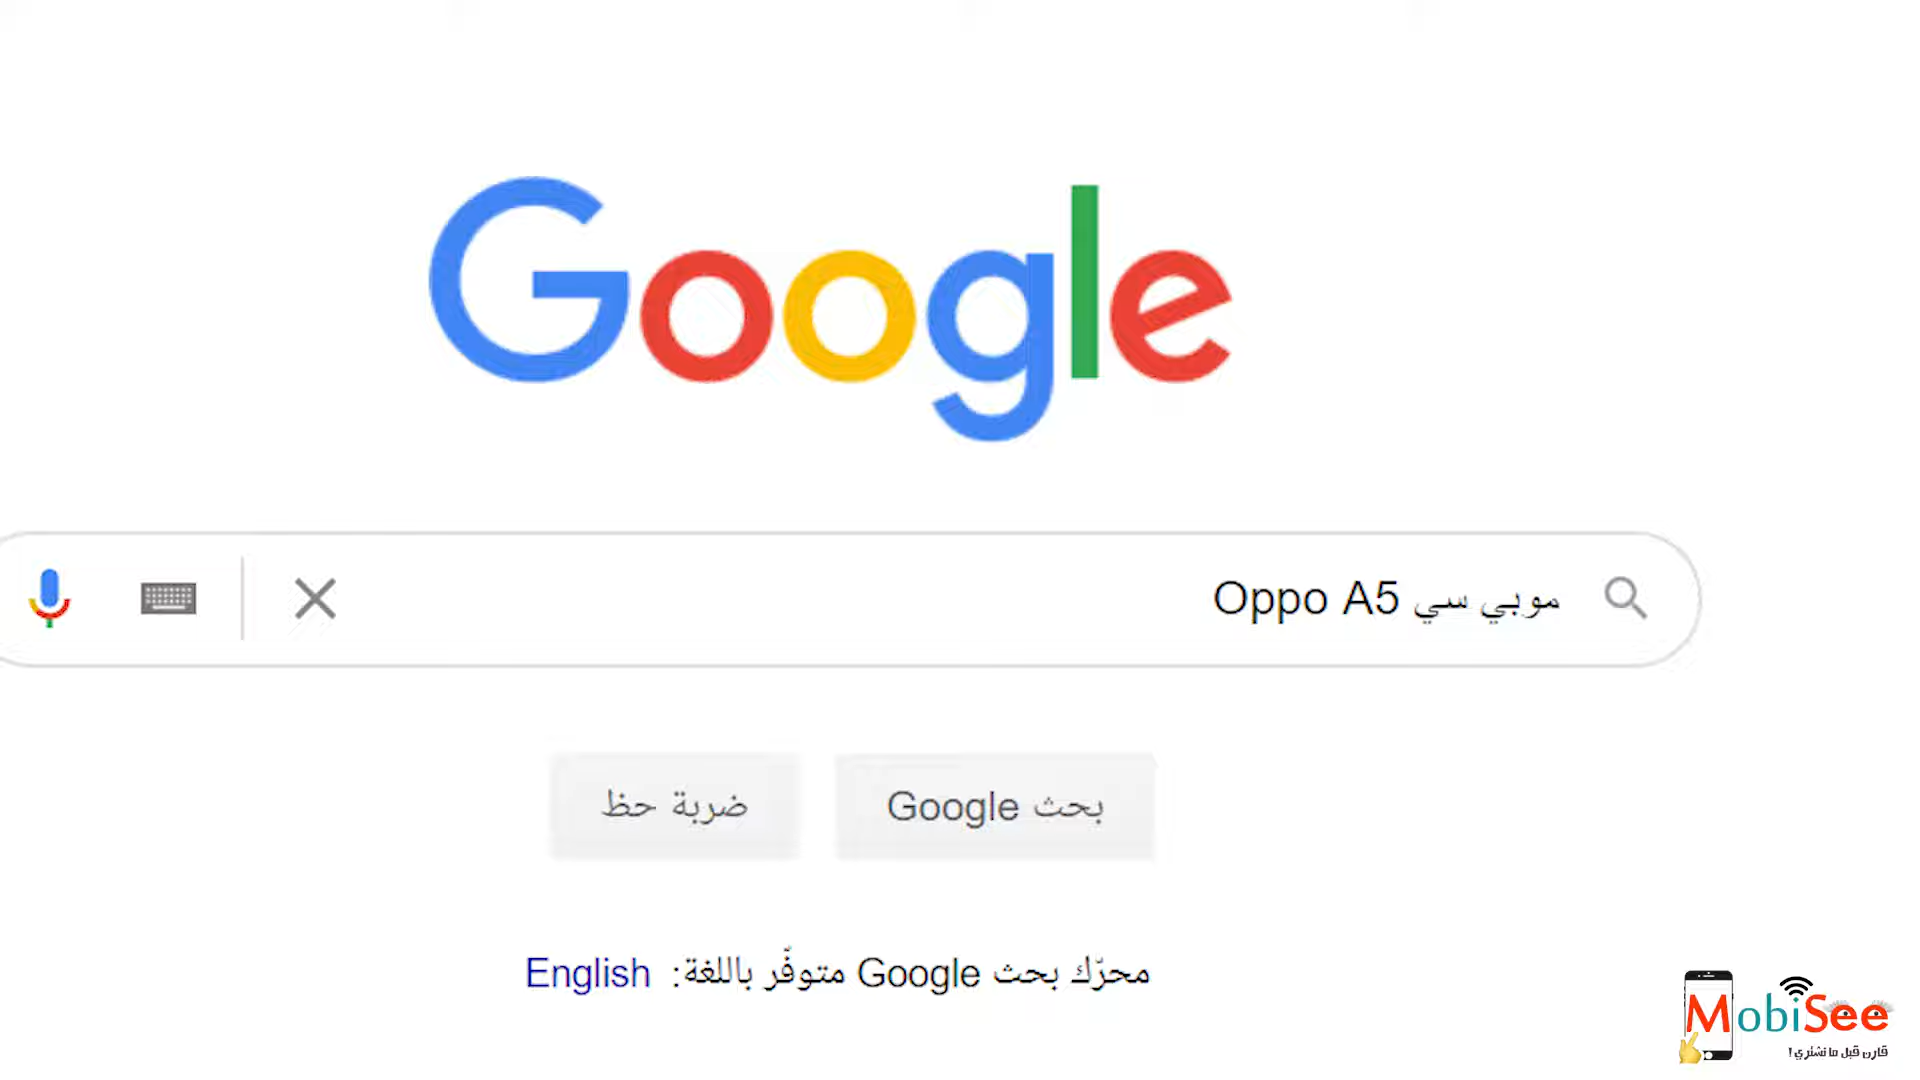 Google
موبي سي Oppo A5
بحث Google
ضربة حظ
محرّك بحث Google متوفّر باللغة: English
MobiSee
قارن قبل ما تشتري!